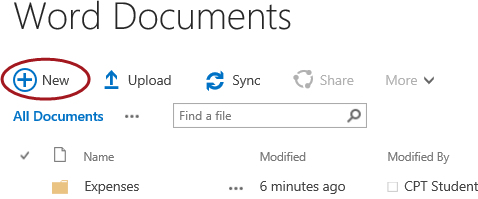 Word Documents
New Upload Sync Share More
All Documents ... Find a file
Name Modified Modified By
Expenses ... 6 minutes ago CPT Student